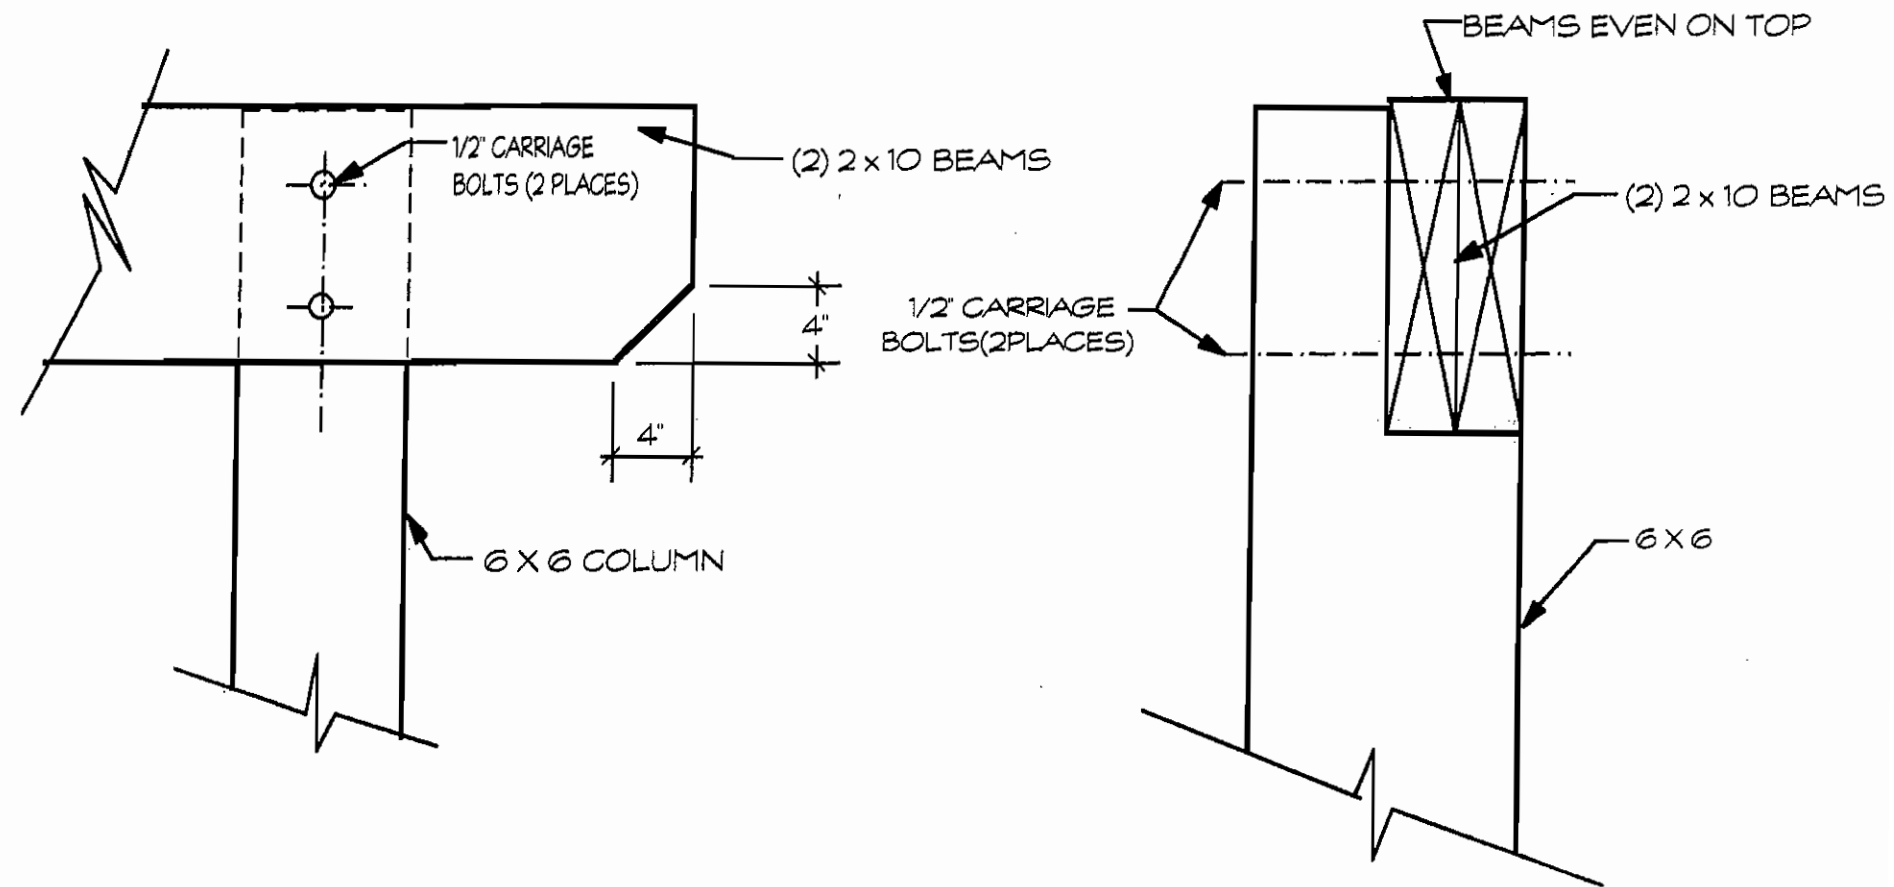 1/2" CARRIAGE
BOLTS (2 PLACES)
(2) 2 x 10 BEAMS
4"
4"
6 X 6 COLUMN
BEAMS EVEN ON TOP
(2) 2 x 10 BEAMS
1/2" CARRIAGE
BOLTS(2PLACES)
6 X 6